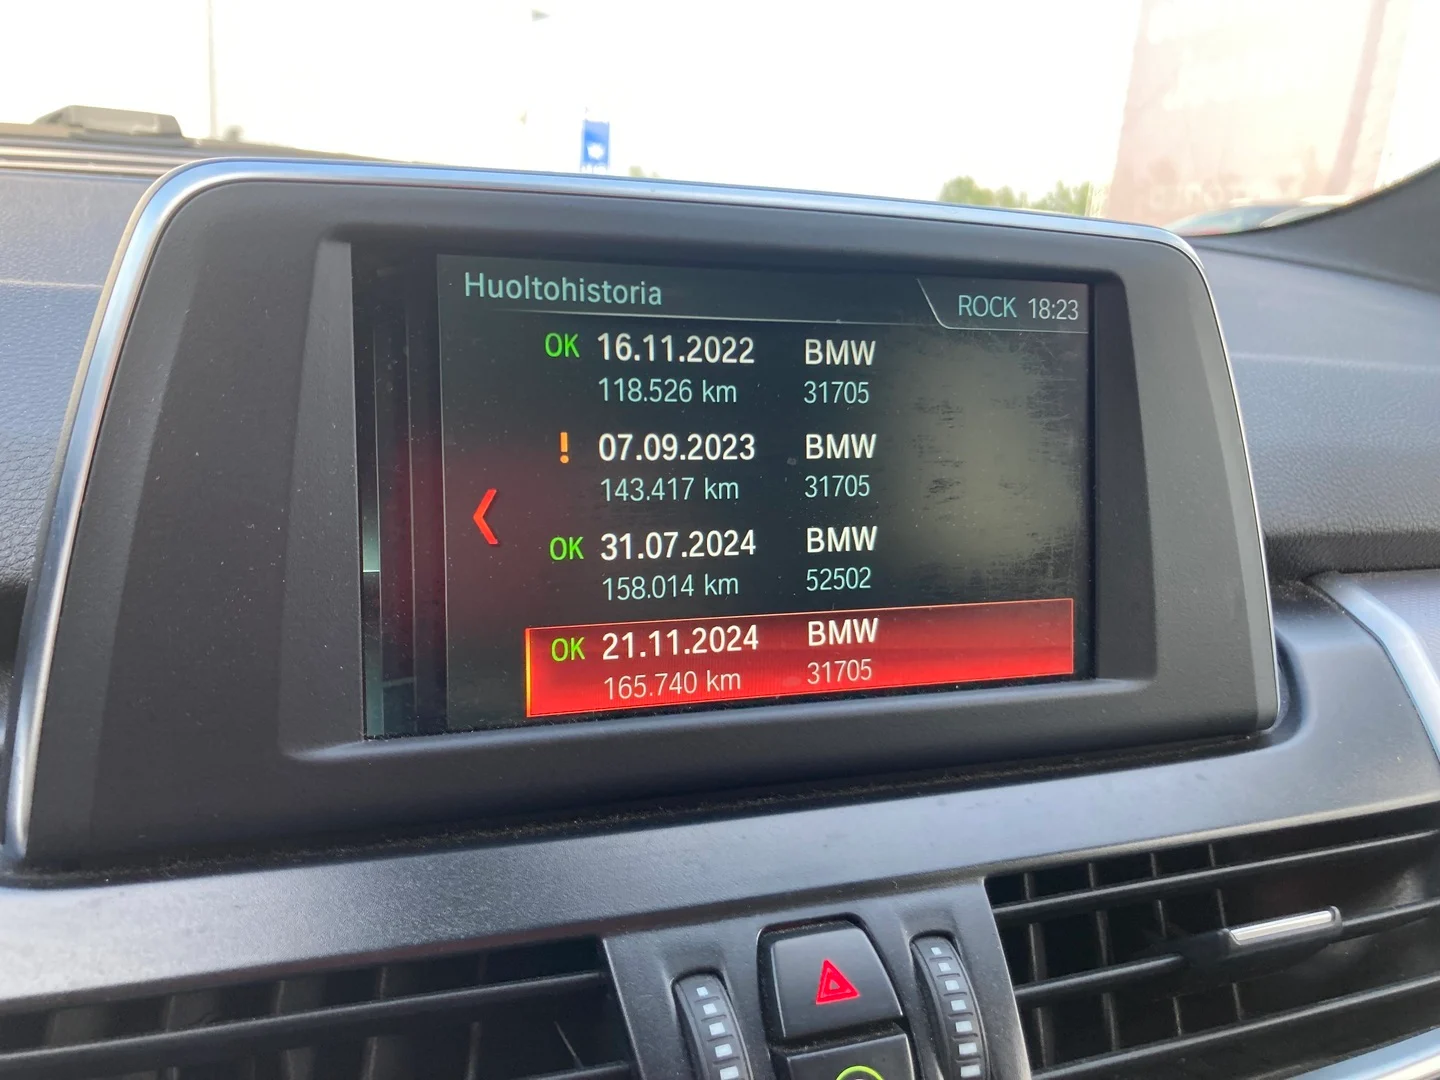 Huoltohistoria
ROCK 18:23
OK 16.11.2022 BMW
118.526 km 31705
! 07.09.2023 BMW
143.417 km 31705
OK 31.07.2024 BMW
158.014 km 52502
OK 21.11.2024 BMW
165.740 km 31705